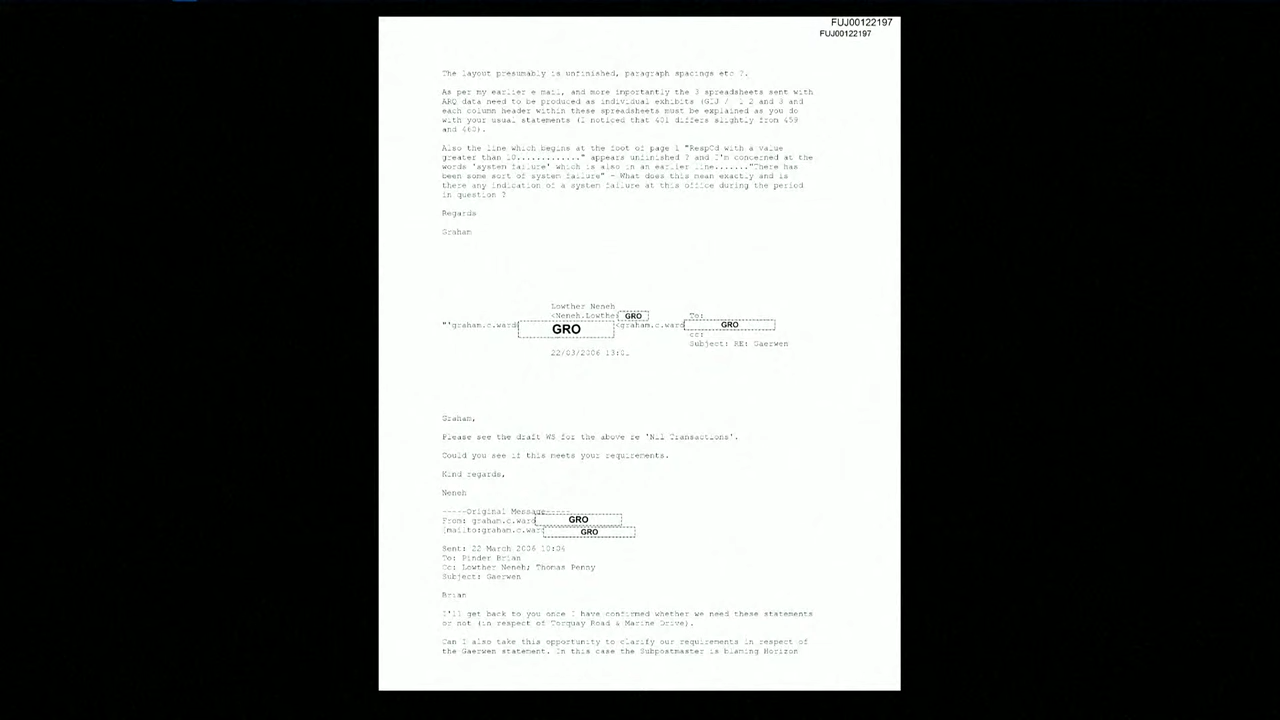 FUJ00122197
FUJ00122197
The layout presumably is unfinished, paragraph spacings etc ?.
As per my earlier e mail, and more importantly the 3 spreadsheets sent with
ARQ data need to be produced as individual exhibits (GIJ / 1 2 and 3 and
each column header within these spreadsheets must be explained as you do
with your usual statements (I noticed that 401 differs slightly from 459
and 460).
Also the line which begins at the foot of page 1 "RespCd with a value
greater than 10............." appears unfinished ? and I'm concerned at the
words 'system failure' which is also in an earlier line......."There has
been some sort of system failure" - What does this mean exactly and is
there any indication of a system failure at this office during the period
in question ?
Regards
Graham
Lowther Neneh
<Neneh.Lowthe GRO To:
"'graham.c.ward GRO <graham.c.ward GRO
cc:
Subject: RE: Gaerwen
22/03/2006 13:0
Graham,
Please see the draft WS for the above re 'Nil Transactions'.
Could you see if this meets your requirements.
Kind regards,
Neneh
-----Original Message-----
From: graham.c.ward GRO
[mailto:graham.c.war GRO
Sent: 22 March 2006 10:04
To: Pinder Brian
Cc: Lowther Neneh; Thomas Penny
Subject: Gaerwen
Brian
I'll get back to you once I have confirmed whether we need these statements
or not (in respect of Torquay Road & Marine Drive).
Can I also take this opportunity to clarify our requirements in respect of
the Gaerwen statement. In this case the Subpostmaster is blaming Horizon